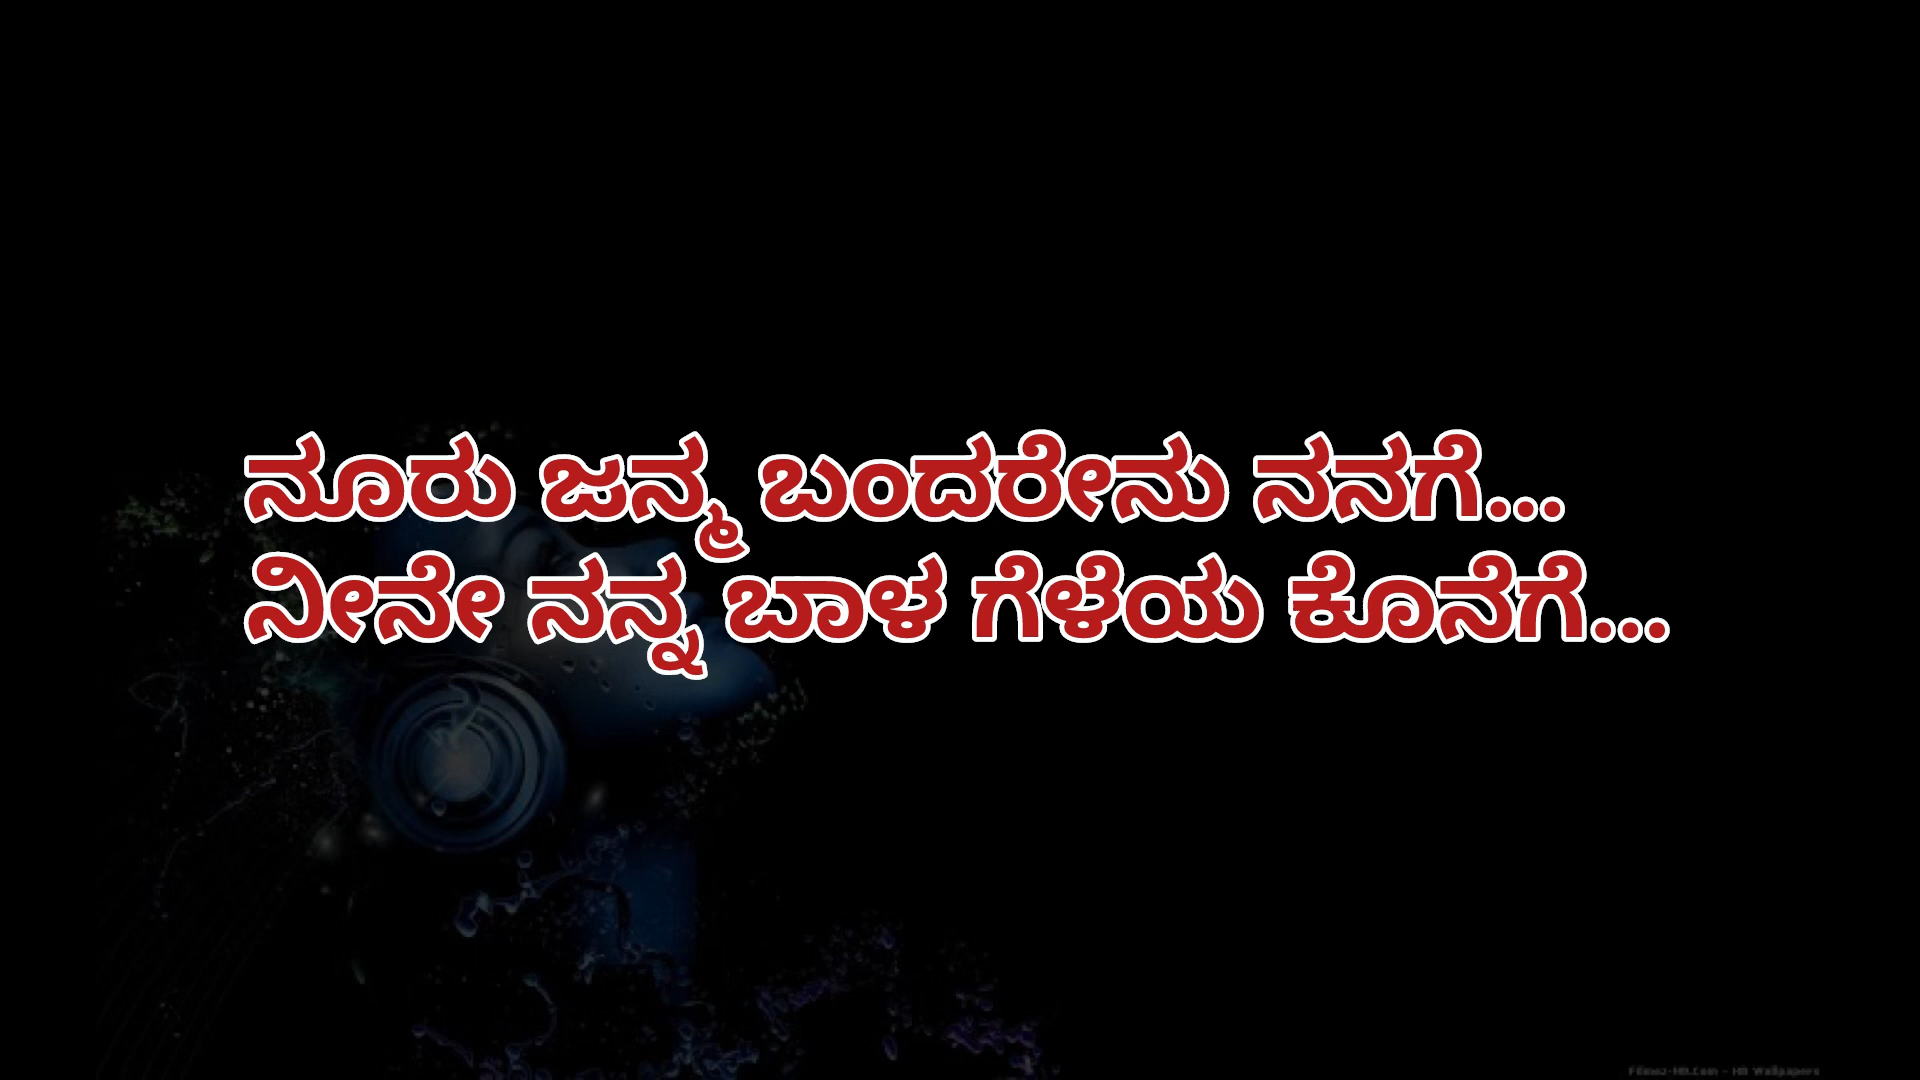 ನೂರು ಜನ್ಮ ಬಂದರೇನು ನನಗೆ...
ನೀನೇ ನನ್ನ ಬಾಳ ಗೆಳೆಯ ಕೊನೆಗೆ...